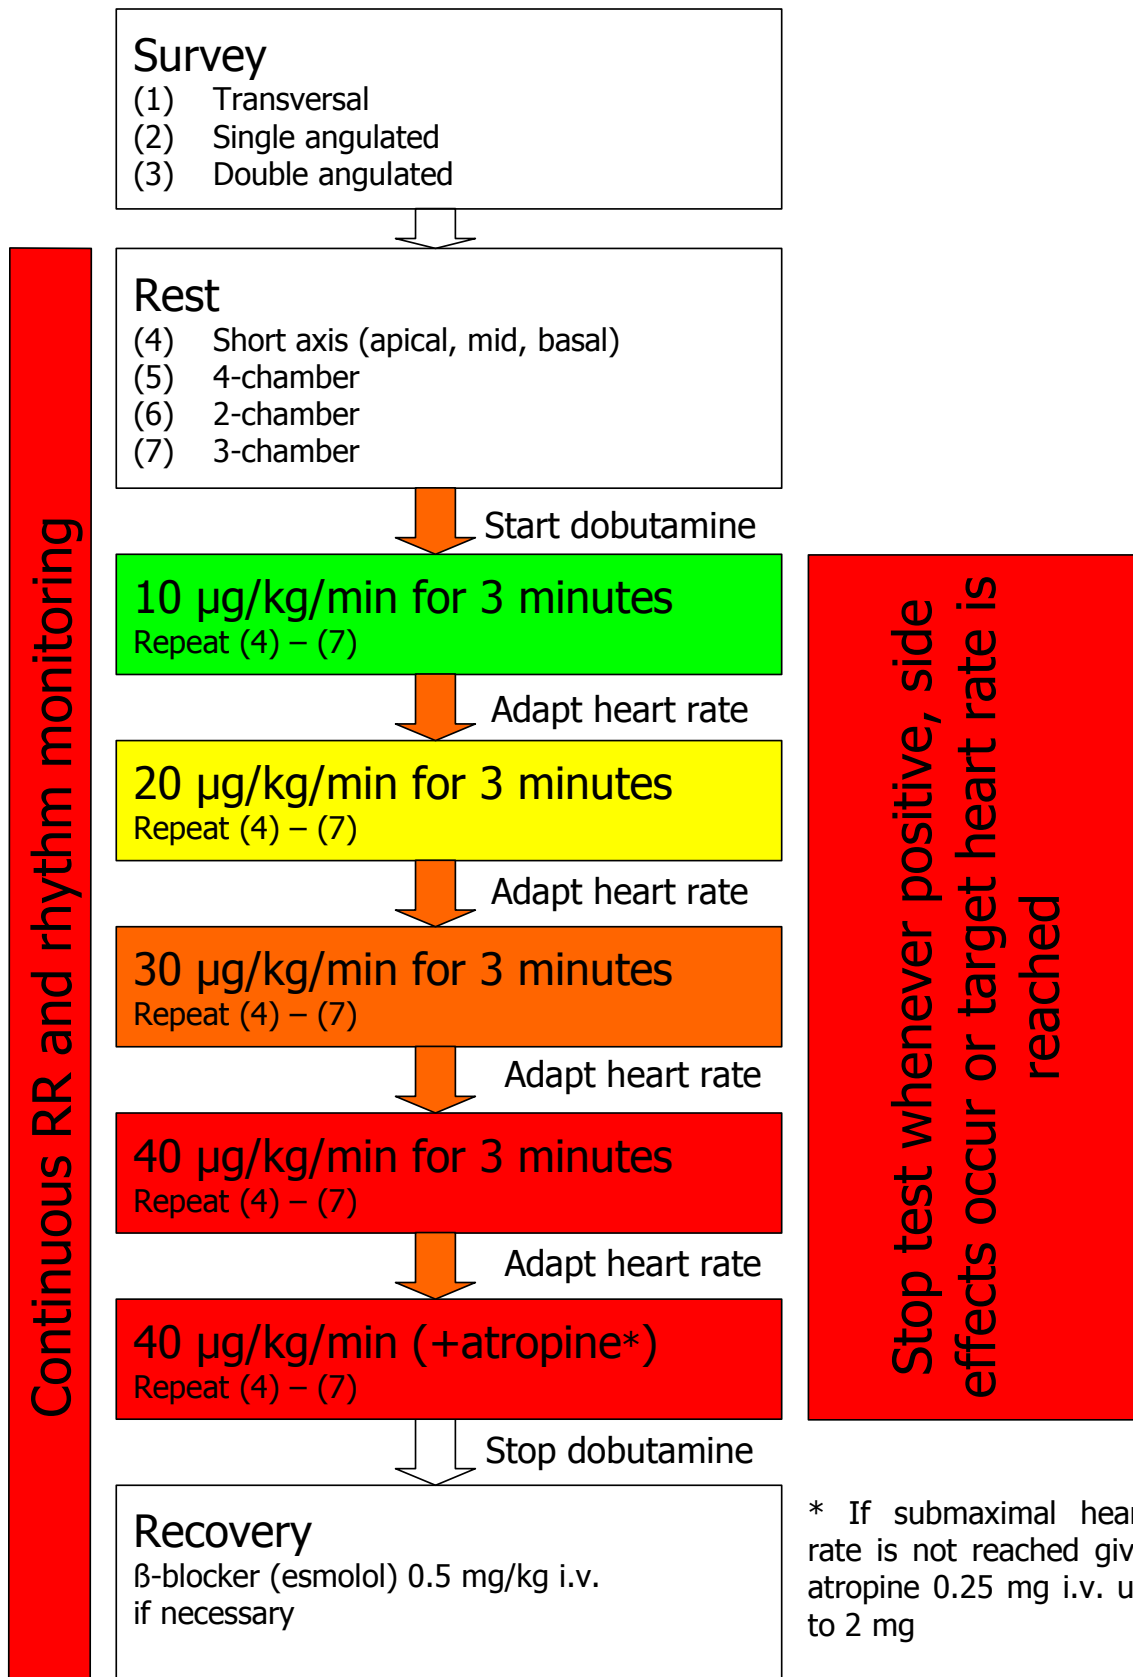 Survey
(1) Transversal
(2) Single angulated
(3) Double angulated
Rest
(4) Short axis (apical, mid, basal)
(5) 4-chamber
(6) 2-chamber
(7) 3-chamber
Start dobutamine
10 µg/kg/min for 3 minutes
Repeat (4) – (7)
Adapt heart rate
20 µg/kg/min for 3 minutes
Repeat (4) – (7)
Adapt heart rate
30 µg/kg/min for 3 minutes
Repeat (4) – (7)
Adapt heart rate
40 µg/kg/min for 3 minutes
Repeat (4) – (7)
Adapt heart rate
40 µg/kg/min (+atropine*)
Repeat (4) – (7)
Stop dobutamine
Recovery
ß-blocker (esmolol) 0.5 mg/kg i.v.
if necessary
Continuous RR and rhythm monitoring
Stop test whenever positive, side
effects occur or target heart rate is
reached
* If submaximal hear
rate is not reached giv
atropine 0.25 mg i.v. u
to 2 mg